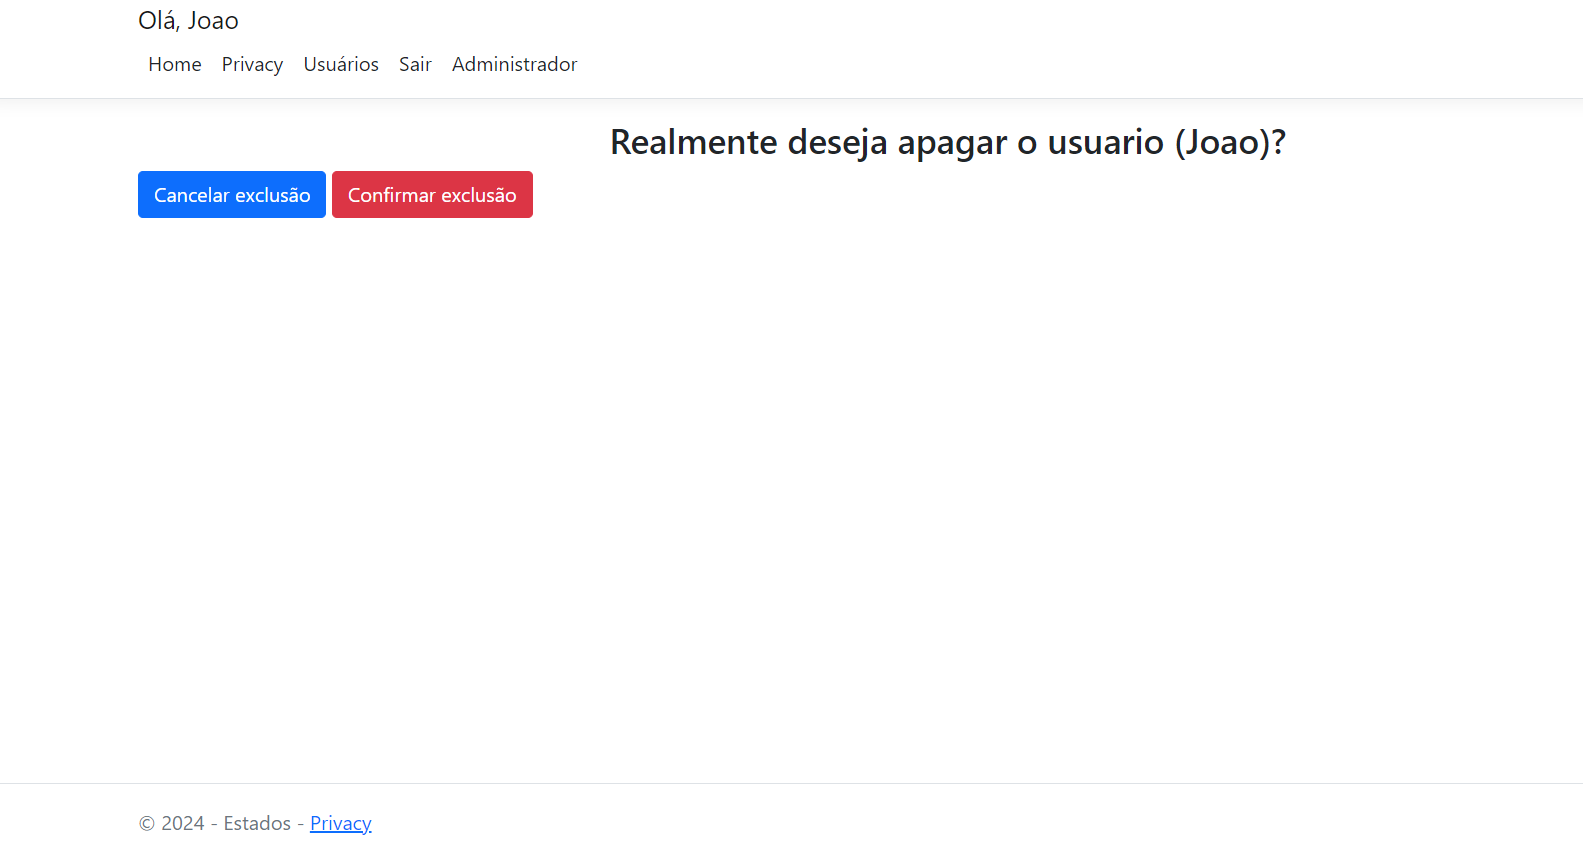 Olá, Joao
Home Privacy Usuários Sair Administrador
Realmente deseja apagar o usuario (Joao)?
Cancelar exclusão Confirmar exclusão
© 2024 - Estados - Privacy